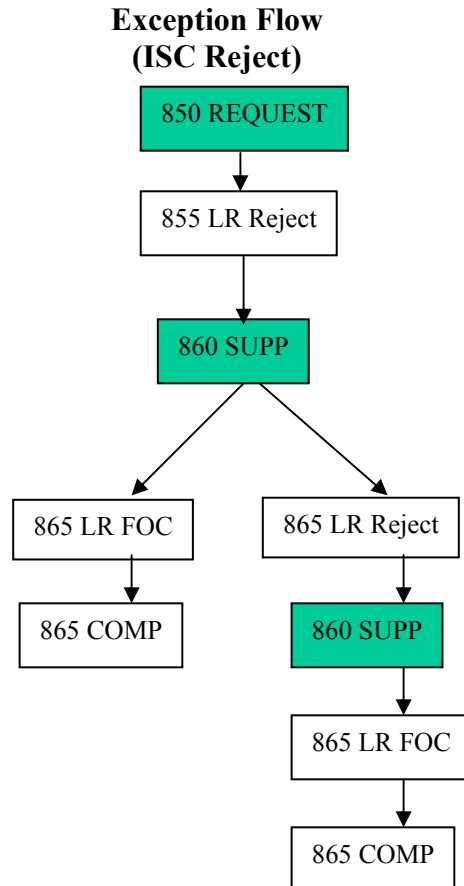 Exception Flow
(ISC Reject)
850 REQUEST
855 LR Reject
860 SUPP
865 LR FOC
865 LR Reject
865 COMP
860 SUPP
865 LR FOC
865 COMP